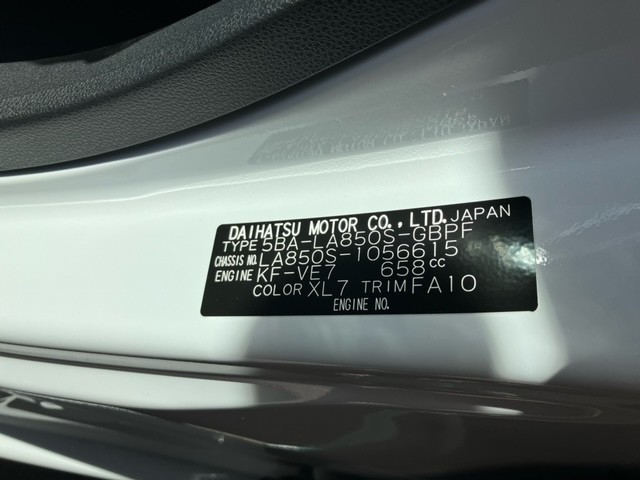 DAIHATSU MOTOR CO., LTD. JAPAN
TYPE 5BA-LA850S-GBPF
CHASSIS NO. LA850S-1056615
ENGINE KF-VE7 658cc
COLOR XL7 TRIM FA10
ENGINE NO.